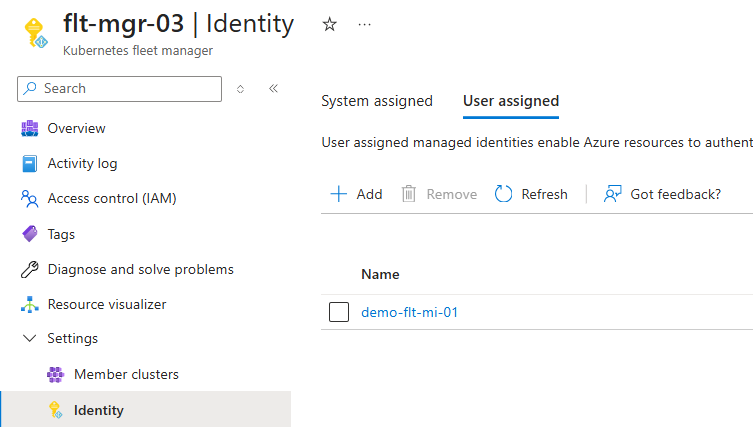 flt-mgr-03 | Identity
Kubernetes fleet manager
Search
Overview
Activity log
Access control (IAM)
Tags
Diagnose and solve problems
Resource visualizer
Settings
Member clusters
Identity
System assigned User assigned
User assigned managed identities enable Azure resources to authent
Add Remove Refresh Got feedback?
Name
demo-flt-mi-01